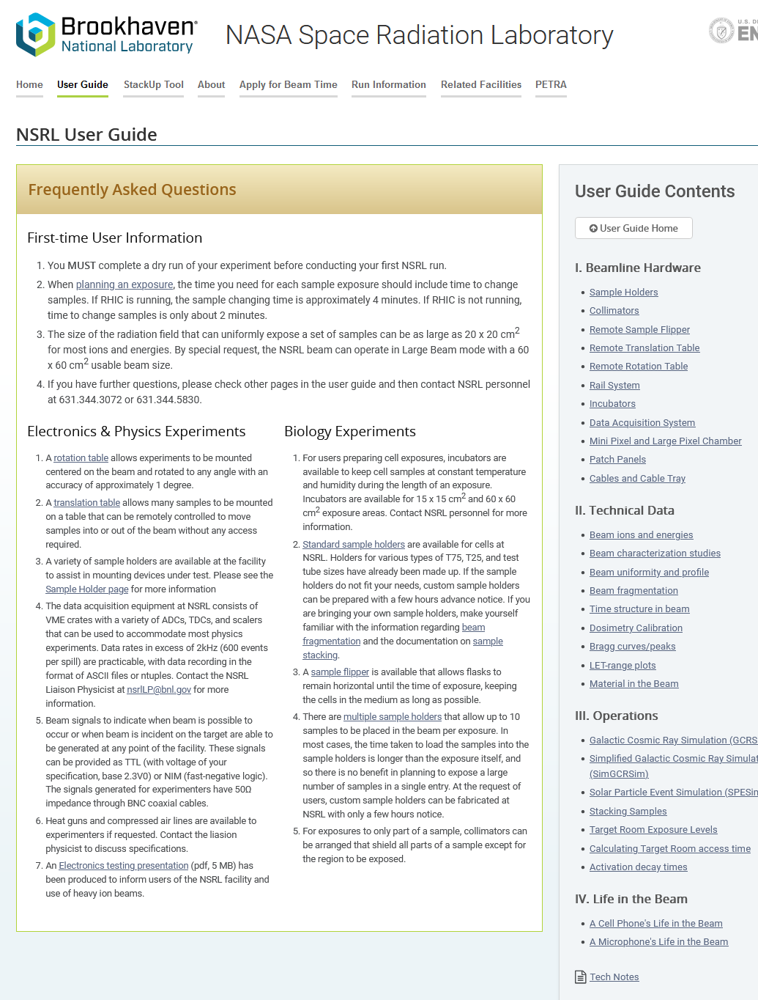 Brookhaven®
National Laboratory
NASA Space Radiation Laboratory
U.S. DE
EN
Home User Guide StackUp Tool About Apply for Beam Time Run Information Related Facilities PETRA
NSRL User Guide
Frequently Asked Questions
First-time User Information
1. You MUST complete a dry run of your experiment before conducting your first NSRL run.
2. When planning an exposure, the time you need for each sample exposure should include time to change
samples. If RHIC is running, the sample changing time is approximately 4 minutes. If RHIC is not running,
time to change samples is only about 2 minutes.
3. The size of the radiation field that can uniformly expose a set of samples can be as large as 20 x 20 cm2
for most ions and energies. By special request, the NSRL beam can operate in Large Beam mode with a 60
x 60 cm2 usable beam size.
4. If you have further questions, please check other pages in the user guide and then contact NSRL personnel
at 631.344.3072 or 631.344.5830.
Electronics & Physics Experiments
1. A rotation table allows experiments to be mounted
centered on the beam and rotated to any angle with an
accuracy of approximately 1 degree.
2. A translation table allows many samples to be mounted
on a table that can be remotely controlled to move
samples into or out of the beam without any access
required.
3. A variety of sample holders are available at the facility
to assist in mounting devices under test. Please see the
Sample Holder page for more information
4. The data acquisition equipment at NSRL consists of
VME crates with a variety of ADCs, TDCs, and scalers
that can be used to accommodate most physics
experiments. Data rates in excess of 2kHz (600 events
per spill) are practicable, with data recording in the
format of ASCII files or ntuples. Contact the NSRL
Liaison Physicist at nsrlLP@bnl.gov for more
information.
5. Beam signals to indicate when beam is possible to
occur or when beam is incident on the target are able to
be generated at any point of the facility. These signals
can be provided as TTL (with voltage of your
specification, base 2.3V0) or NIM (fast-negative logic).
The signals generated for experimenters have 50Ω
impedance through BNC coaxial cables.
6. Heat guns and compressed air lines are available to
experimenters if requested. Contact the liasion
physicist to discuss specifications.
7. An Electronics testing presentation (pdf, 5 MB) has
been produced to inform users of the NSRL facility and
use of heavy ion beams.
Biology Experiments
1. For users preparing cell exposures, incubators are
available to keep cell samples at constant temperature
and humidity during the length of an exposure.
Incubators are available for 15 x 15 cm2 and 60 x 60
cm2 exposure areas. Contact NSRL personnel for more
information.
2. Standard sample holders are available for cells at
NSRL. Holders for various types of T75, T25, and test
tube sizes have already been made up. If the sample
holders do not fit your needs, custom sample holders
can be prepared with a few hours advance notice. If you
are bringing your own sample holders, make yourself
familiar with the information regarding beam
fragmentation and the documentation on sample
stacking.
3. A sample flipper is available that allows flasks to
remain horizontal until the time of exposure, keeping
the cells in the medium as long as possible.
4. There are multiple sample holders that allow up to 10
samples to be placed in the beam per exposure. In
most cases, the time taken to load the samples into the
sample holders is longer than the exposure itself, and
so there is no benefit in planning to expose a large
number of samples in a single entry. At the request of
users, custom sample holders can be fabricated at
NSRL with only a few hours notice.
5. For exposures to only part of a sample, collimators can
be arranged that shield all parts of a sample except for
the region to be exposed.
User Guide Contents
User Guide Home
I. Beamline Hardware
• Sample Holders
• Collimators
• Remote Sample Flipper
• Remote Translation Table
• Remote Rotation Table
• Rail System
• Incubators
• Data Acquisition System
• Mini Pixel and Large Pixel Chamber
• Patch Panels
• Cables and Cable Tray
II. Technical Data
• Beam ions and energies
• Beam characterization studies
• Beam uniformity and profile
• Beam fragmentation
• Time structure in beam
• Dosimetry Calibration
• Bragg curves/peaks
• LET-range plots
• Material in the Beam
III. Operations
• Galactic Cosmic Ray Simulation (GCRS
• Simplified Galactic Cosmic Ray Simulat
(SimGCRSim)
• Solar Particle Event Simulation (SPESim
• Stacking Samples
• Target Room Exposure Levels
• Calculating Target Room access time
• Activation decay times
IV. Life in the Beam
• A Cell Phone's Life in the Beam
• A Microphone's Life in the Beam
Tech Notes